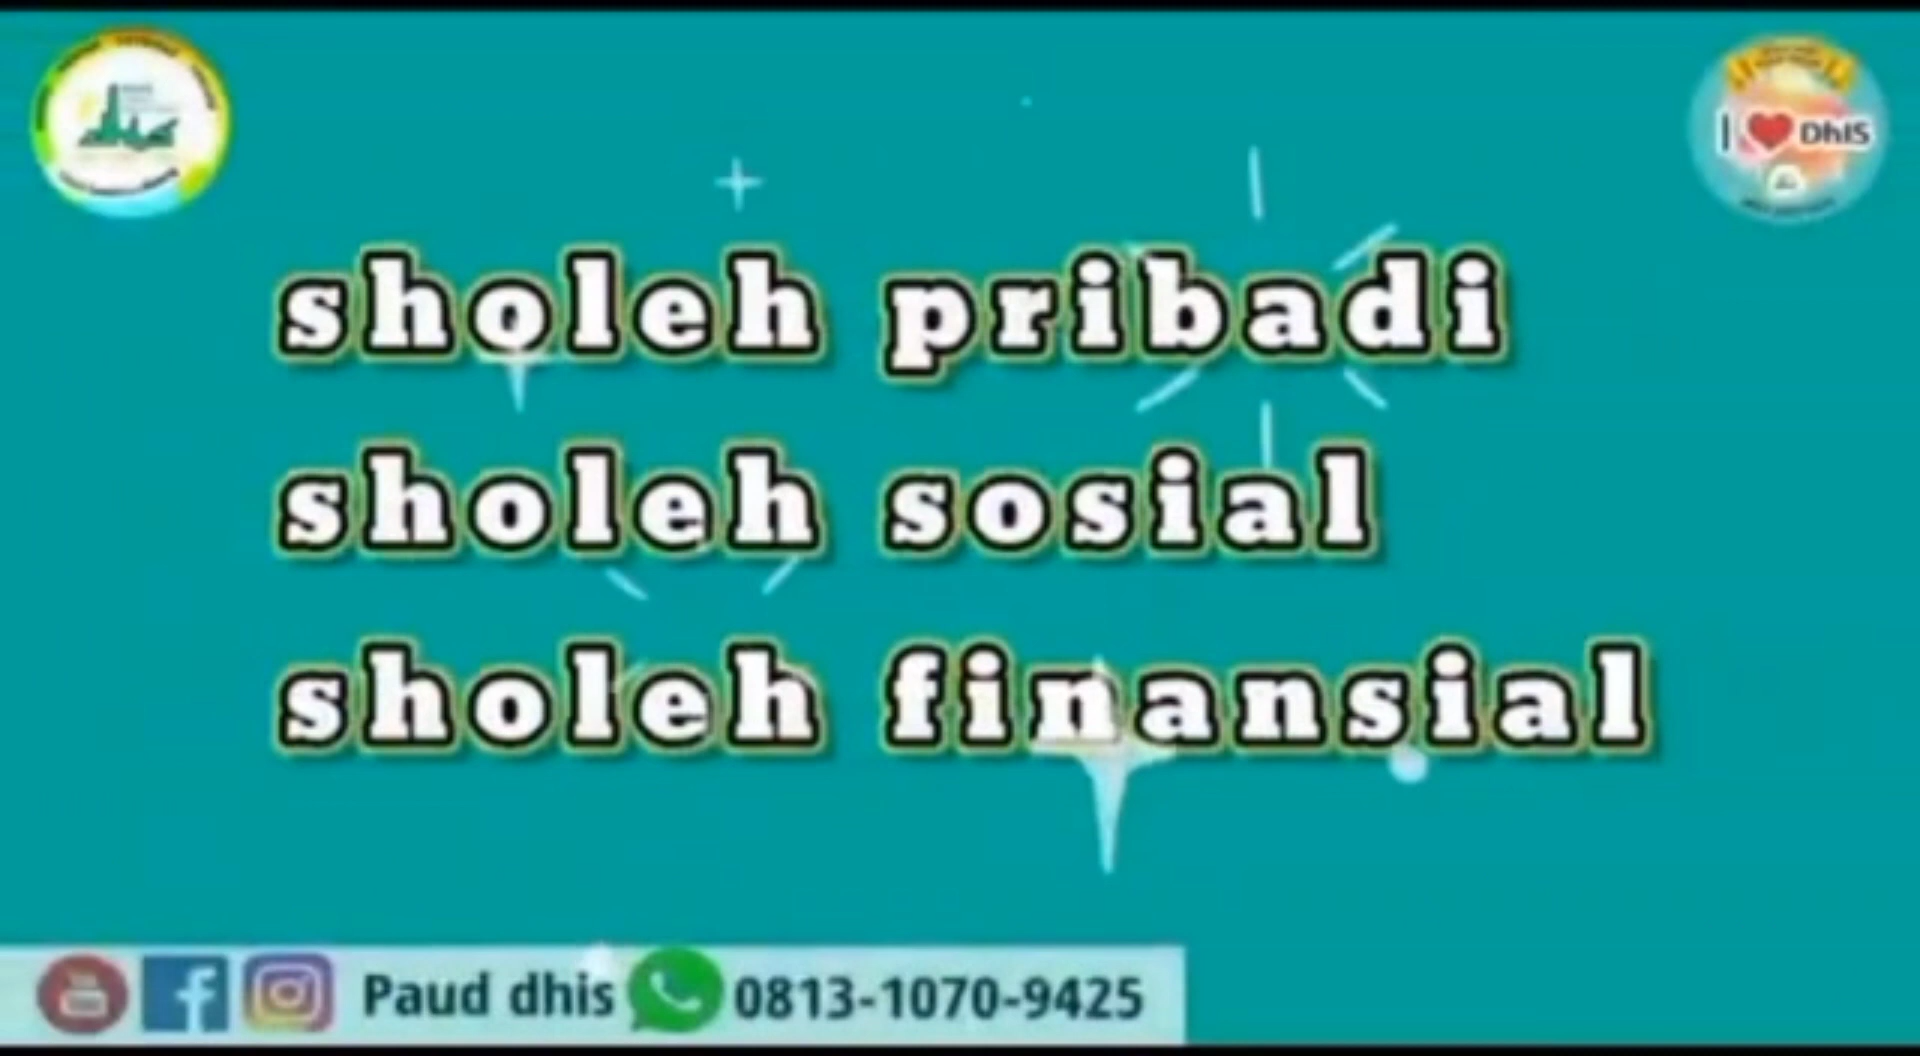 I ❤ DhIS
sholeh pribadi
sholeh sosial
sholeh finansial
Paud dhis 0813-1070-9425